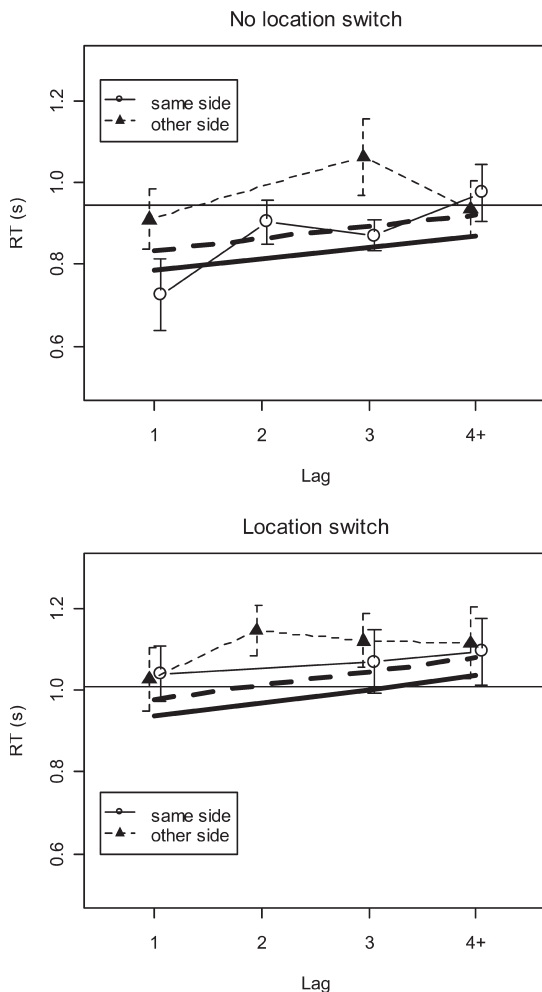 No location switch
same side
other side
RT (s)
0.6 0.8 1.0 1.2
1 2 3 4+
Lag
Location switch
same side
other side
RT (s)
0.6 0.8 1.0 1.2
1 2 3 4+
Lag